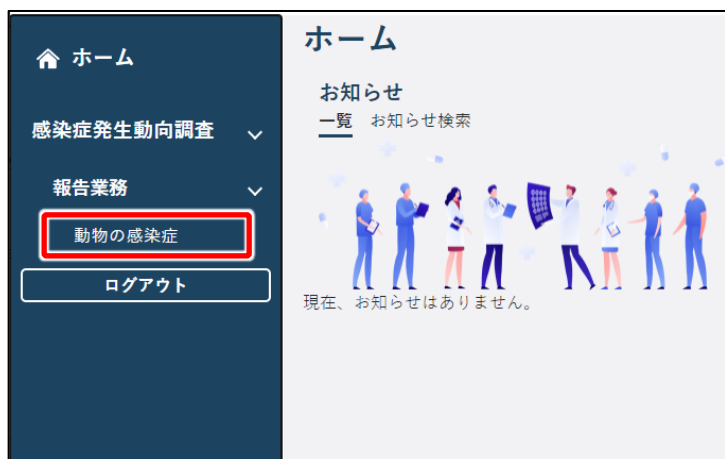 ホーム
感染症発生動向調査
報告業務
動物の感染症
ログアウト
ホーム
お知らせ
一覧 お知らせ検索
現在、お知らせはありません。